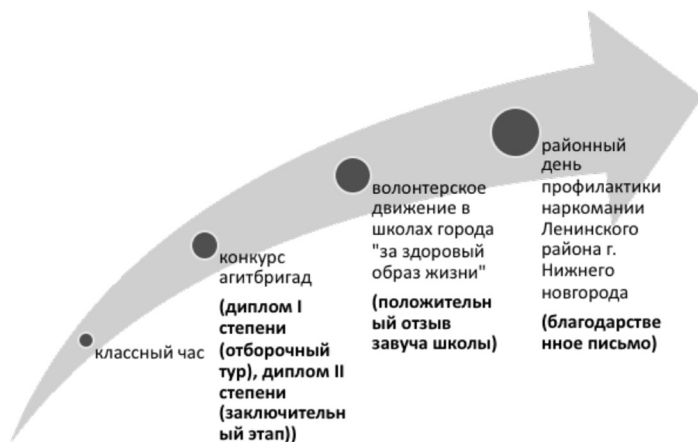 классный час
конкурс
агитбригад
(диплом I
степени
(отборочный
тур), диплом II
степени
(заключительн
ый этап))
волонтерское
движение в
школах города
"за здоровый
образ жизни"
(положительн
ый отзыв
завуча школы)
районный
день
профилактики
наркомании
Ленинского
района г.
Нижнего
новгорода
(благодарстве
нное письмо)